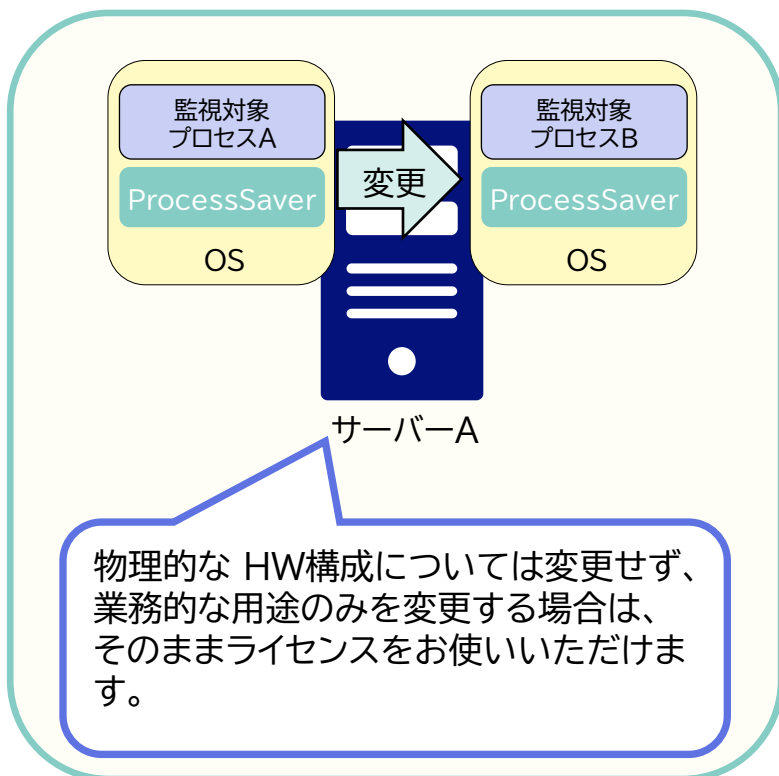 監視対象
プロセスA
ProcessSaver
OS
変更
監視対象
プロセスB
ProcessSaver
OS
サーバーA
物理的な HW構成については変更せず、
業務的な用途のみを変更する場合は、
そのままライセンスをお使いいただけま
す。